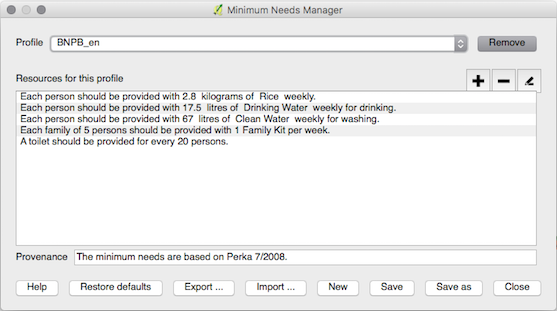 Minimum Needs Manager
Profile BNPB_en Remove
Resources for this profile
Each person should be provided with 2.8 kilograms of Rice weekly.
Each person should be provided with 17.5 litres of Drinking Water weekly for drinking.
Each person should be provided with 67 litres of Clean Water weekly for washing.
Each family of 5 persons should be provided with 1 Family Kit per week.
A toilet should be provided for every 20 persons.
Provenance The minimum needs are based on Perka 7/2008.
Help Restore defaults Export ... Import ... New Save Save as Close